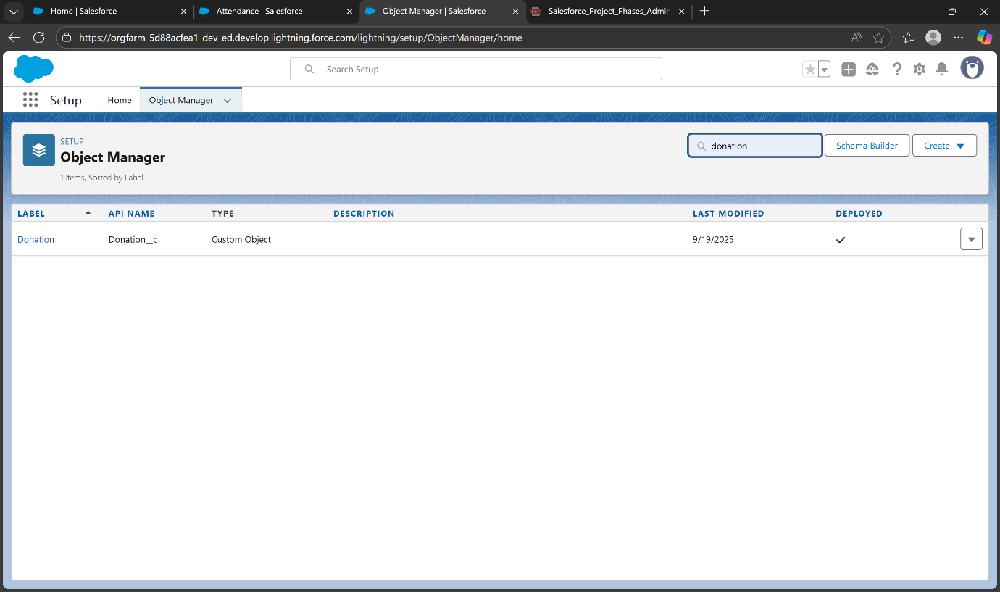 Home | Salesforce
Attendance | Salesforce
Object Manager | Salesforce
Salesforce_Project_Phases_Admin
https://orgfarm-5d88acfea1-dev-ed.develop.lightning.force.com/lightning/setup/ObjectManager/home
Search Setup
Setup
Home
Object Manager
SETUP
Object Manager
1 Items, Sorted by Label
donation
Schema Builder
Create
LABEL API NAME TYPE DESCRIPTION LAST MODIFIED DEPLOYED
Donation Donation__c Custom Object 9/19/2025